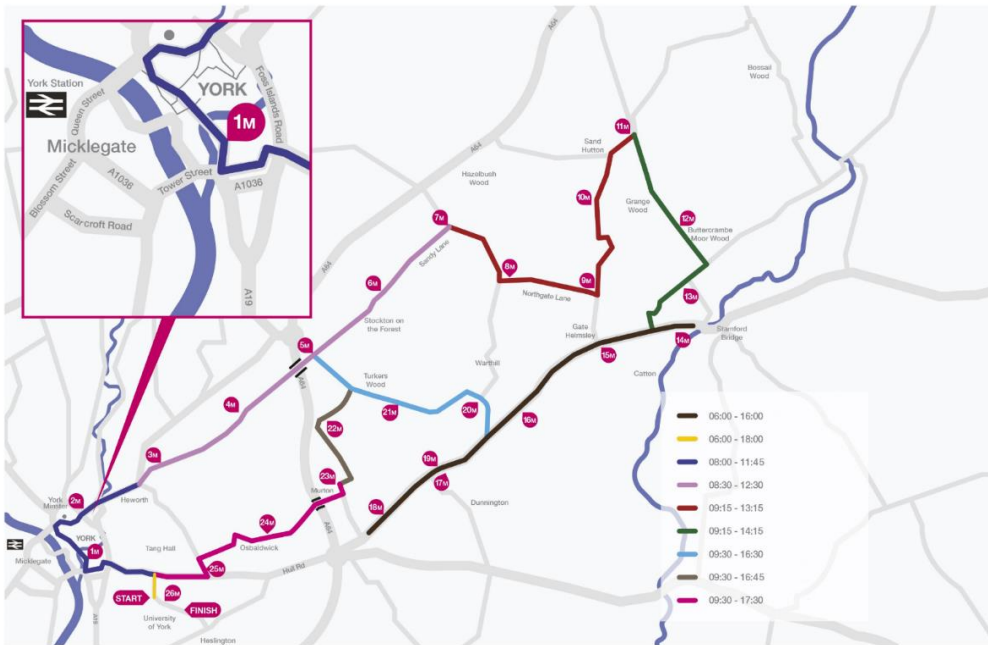 York Station
Queen Street
YORK
1M
Foss Islands Road
Micklegate
Blossom Street
A1036
Tower Street
A1036
Scarcroft Road
A19
A64
A64
A64
Bossall
Wood
11M
Sand
Hutton
Hazelbush
Wood
10M
Grange
Wood
7M
12M
Buttercrambe
Moor Wood
Sandy Lane
8M
9M
6M
13M
Northgate Lane
Stockton on
the Forest
Gate
Helmsley
Stamford
Bridge
5M
15M
14M
Warthill
Catton
Turkers
Wood
A64
4M
21M
20M
16M
22M
3M
19M
23M
17M
Murton
York
Minster
2M
Heworth
18M
Dunnington
24M
A64
YORK
Tang Hall
Osbaldwick
1M
Micklegate
25M
Hull Rd
START
26M
FINISH
University
of York
A19
Heslington
06:00 - 16:00
06:00 - 18:00
08:00 - 11:45
08:30 - 12:30
09:15 - 13:15
09:15 - 14:15
09:30 - 16:30
09:30 - 16:45
09:30 - 17:30